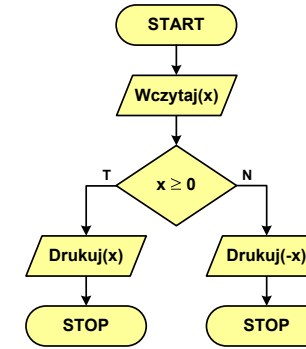 START
Wczytaj(x)
T
N
x ≥ 0
Drukuj(x)
Drukuj(-x)
STOP
STOP